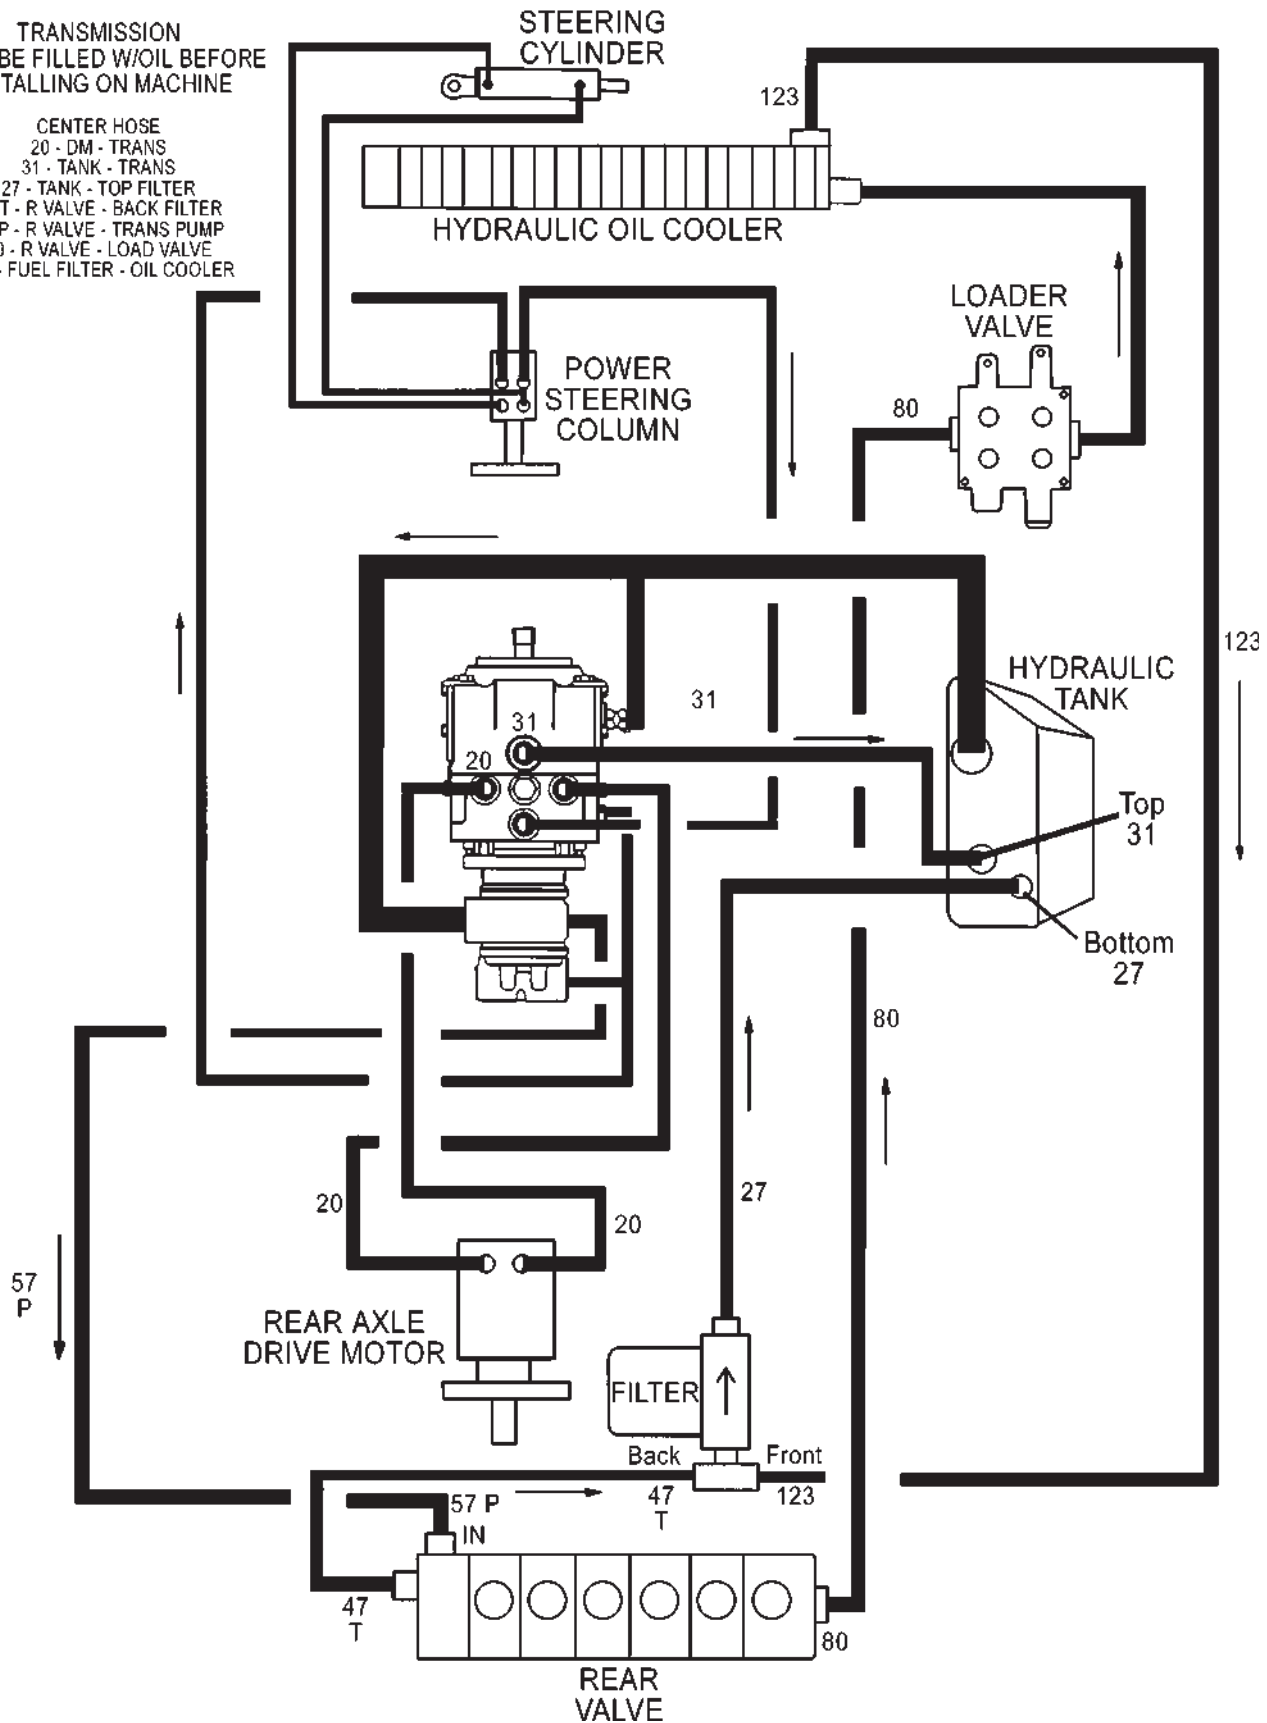 TRANSMISSION
BE FILLED W/OIL BEFORE
TALLING ON MACHINE
CENTER HOSE
20 - DM - TRANS
31 - TANK - TRANS
27 - TANK - TOP FILTER
T - R VALVE - BACK FILTER
P - R VALVE - TRANS PUMP
- R VALVE - LOAD VALVE
- FUEL FILTER - OIL COOLER
STEERING
CYLINDER
123
HYDRAULIC OIL COOLER
LOADER
VALVE
POWER
STEERING
COLUMN
80
123
HYDRAULIC
TANK
31
31
20
Top
31
Bottom
27
80
27
20
20
57
P
REAR AXLE
DRIVE MOTOR
FILTER
Back
Front
47
T
123
57 P
IN
47
T
80
REAR
VALVE